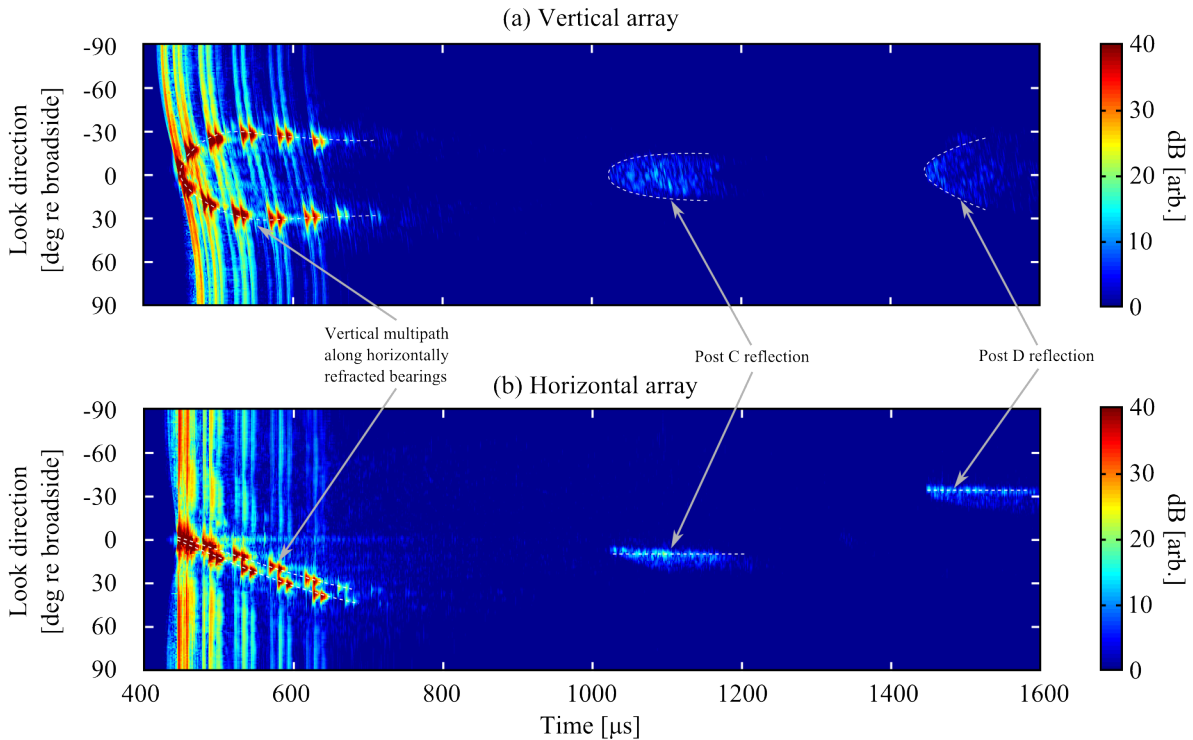 (a) Vertical array
Look direction
[deg re broadside]
-90
-60
-30
0
30
60
90
40
30
20
10
0
dB [arb.]
Vertical multipath
along horizontally
refracted bearings
Post C reflection
Post D reflection
(b) Horizontal array
Look direction
[deg re broadside]
-90
-60
-30
0
30
60
90
40
30
20
10
0
dB [arb.]
400 600 800 1000 1200 1400 1600
Time [μs]